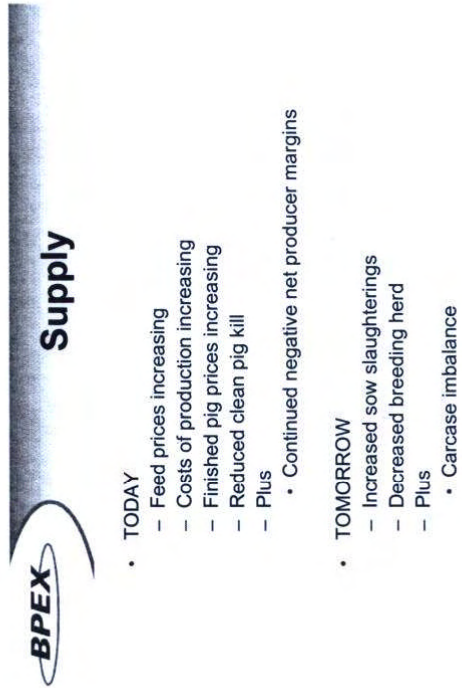 BPEX
Supply
• TODAY
– Feed prices increasing
– Costs of production increasing
– Finished pig prices increasing
– Reduced clean pig kill
– Plus
• Continued negative net producer margins
• TOMORROW
– Increased sow slaughterings
– Decreased breeding herd
– Plus
• Carcase imbalance